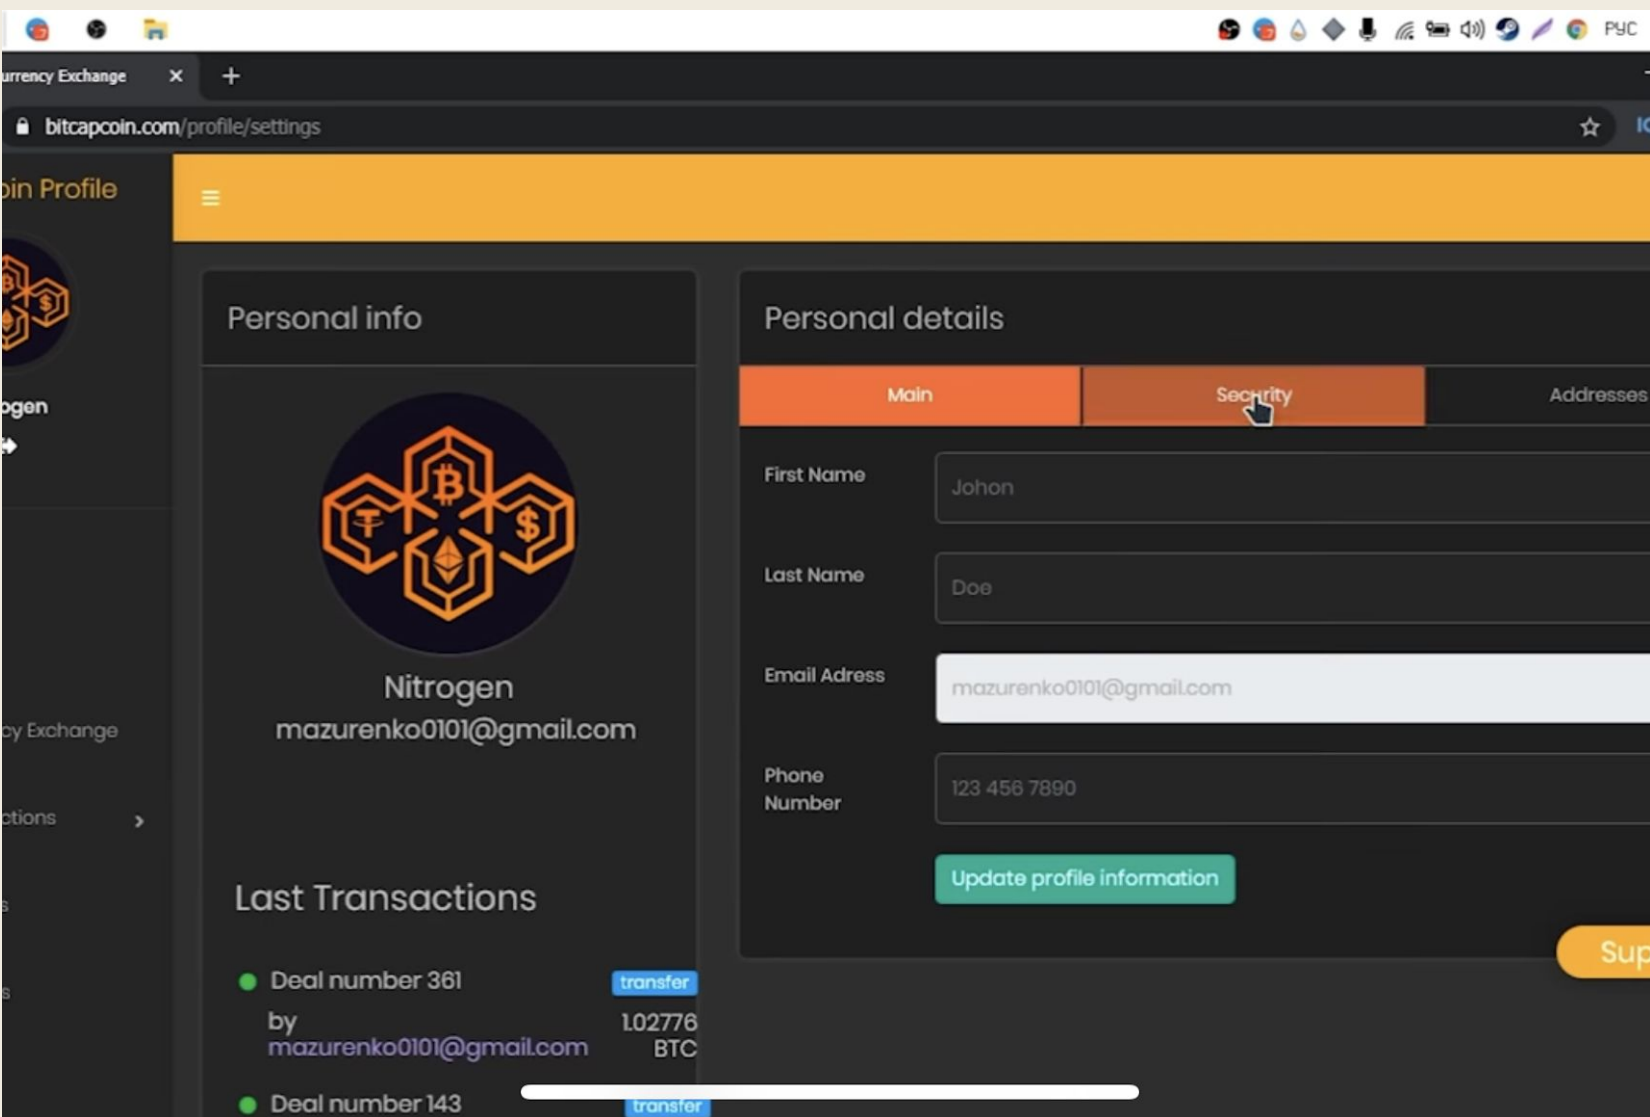 РУС
urrency Exchange
bitcapcoin.com/profile/settings
oin Profile
ogen
cy Exchange
ctions
s
s
Personal info
Nitrogen
mazurenko0101@gmail.com
Last Transactions
Deal number 361 transfer
by 1.02776
mazurenko0101@gmail.com BTC
Deal number 143 transfer
Personal details
Main Security Addresses
First Name Johon
Last Name Doe
Email Adress mazurenko0101@gmail.com
Phone
Number 123 456 7890
Update profile information
Sup